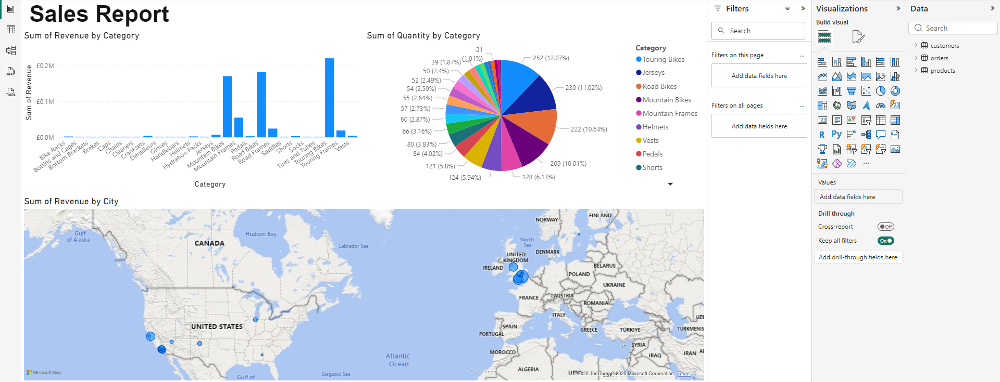 Sales Report
Sum of Revenue by Category
Sum of Revenue
£0.2M
£0.1M
£0.0M
Bike Racks
Bottles and Cages
Bottom Brackets
Brakes
Caps
Chains
Cleaners
Cranksets
Derailleurs
Gloves
Handlebars
Helmets
Hydration Packs
Jerseys
Mountain Bikes
Mountain Frames
Pedals
Road Bikes
Road Frames
Saddles
Shorts
Socks
Tires and Tubes
Touring Bikes
Touring Frames
Vests
Category
Sum of Quantity by Category
252 (12.07%)
230 (11.02%)
222 (10.64%)
209 (10.01%)
128 (6.13%)
124 (5.94%)
121 (5.8%)
84 (4.02%)
80 (3.83%)
66 (3.16%)
60 (2.87%)
57 (2.73%)
55 (2.64%)
54 (2.59%)
52 (2.49%)
50 (2.4%)
39 (1.87%)
21
(1.01%)
Category
Touring Bikes
Jerseys
Road Bikes
Mountain Bikes
Mountain Frames
Helmets
Vests
Pedals
Shorts
Sum of Revenue by City
Gulf
of Alaska
CANADA
Hudson Bay
Labrador Sea
UNITED STATES
Gulf of
Sargasso Sea
Atlantic
Ocean
NORWAY
FINLAND
North
Sea
DENMARK
UNITED
KINGDOM
IRELAND
BELARUS
POLAND
UKRAINE
FRANCE
AUSTRIA
ROMANIA
ITALY
SPAIN
PORTUGAL
GREECE
TÜRKIYE
UZE
TURKMENIS
SYRIA
IRAQ
IRAN
MOROCCO
ALGERIA
Microsoft Bing
© 2026 TomTom, © 2026 Microsoft Corporation
Terms
Filters
Search
Filters on this page
...
Add data fields here
Filters on all pages
...
Add data fields here
Visualizations
Build visual
123
R
Py
...
Values
Add data fields here
Drill through
Cross-report
Off
Keep all filters
On
Add drill-through fields here
Data
Search
customers
orders
products
DAX
TMDL